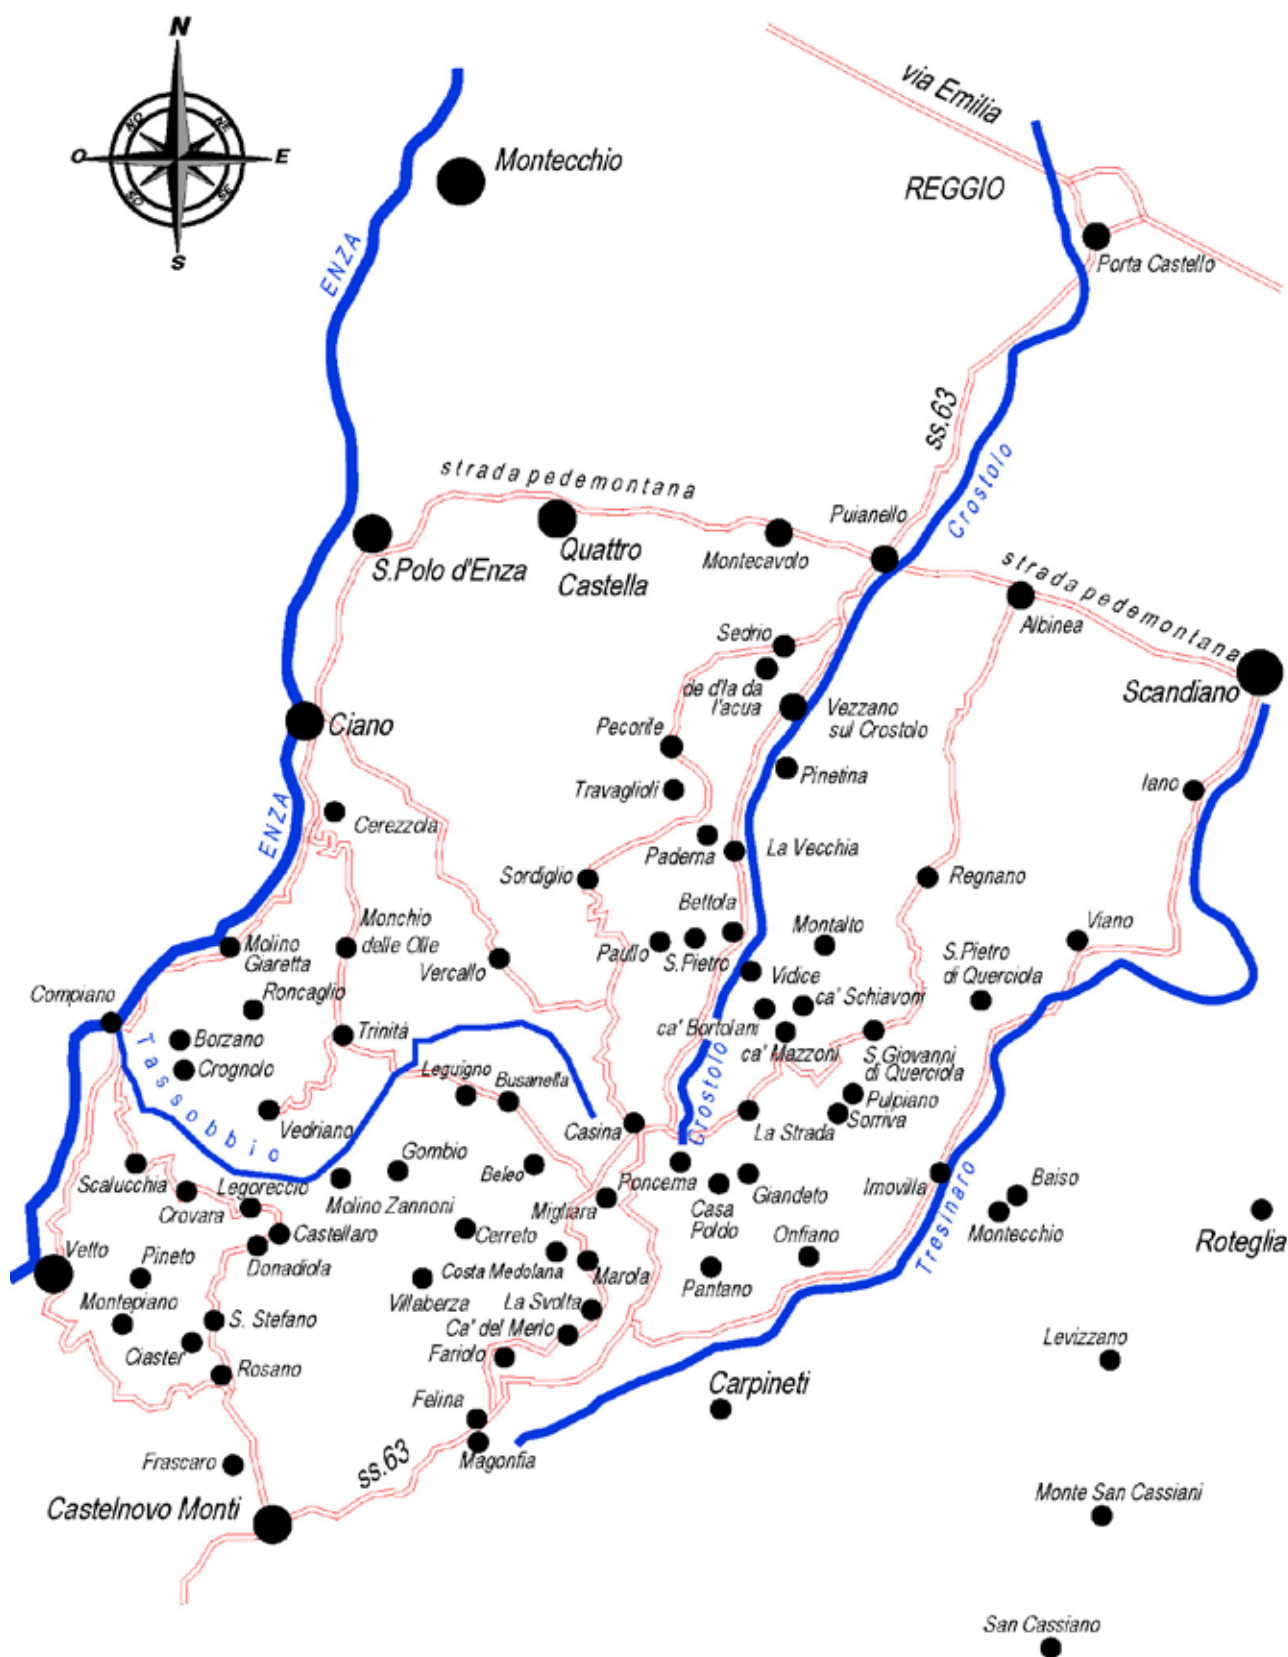 N
NO
NE
O
E
SO
SE
S
Montecchio
via Emilia
REGGIO
Porta Castello
ENZA
ss.63
Crostolo
strada pedemontana
Puianello
Quattro
Castella
Montecavolo
S.Polo d'Enza
strada pedemontana
Albinea
Scandiano
Sedrio
de d'la da
l'acua
Vezzano
sul Crostolo
Ciano
Pecorile
Pinetina
Travaglioli
Iano
ENZA
Cerezzola
Paderna
La Vecchia
Sordiglio
Regnano
Bettola
Monchio
delle Olle
Montalto
Viano
Molino
Giaretta
Paullo
S.Pietro
S.Pietro
di Querciola
Vercallo
Vidice
Compiano
Roncaglio
ca' Schiavoni
ca' Bortolani
Borzano
Trinità
ca' Mazzoni
Crognolo
Tassobbio
Leguigno
Busanella
Crostolo
S.Giovanni
di Querciola
Pulpiano
Sorriva
Vedriano
Casina
La Strada
Scalucchia
Legoreccio
Gombio
Beleo
Poncema
Giandeto
Imovilla
Baiso
Molino Zannoni
Migliara
Casa
Poldo
Montecchio
Crovara
Castellaro
Cerreto
Onfiano
Tresinaro
Roteglia
Vetto
Pineto
Donadiola
Costa Medolana
Marola
Pantano
Montepiano
Villaberza
La Svolta
S. Stefano
Ca' del Merlo
Ciaster
Fariolo
Levizzano
Rosano
Carpineti
Felina
Frascaro
ss.63
Magonfia
Castelnovo Monti
Monte San Cassiani
San Cassiano